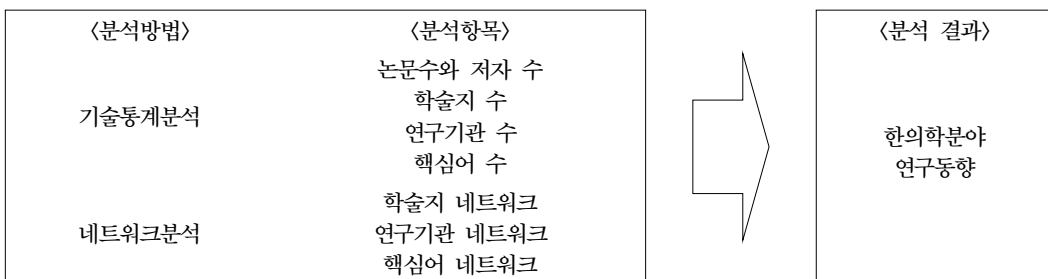 〈분석방법〉 〈분석항목〉 〈분석 결과〉
논문수와 저자 수
학술지 수
기술통계분석
연구기관 수
핵심어 수
한의학분야
연구동향
학술지 네트워크
네트워크분석 연구기관 네트워크
핵심어 네트워크